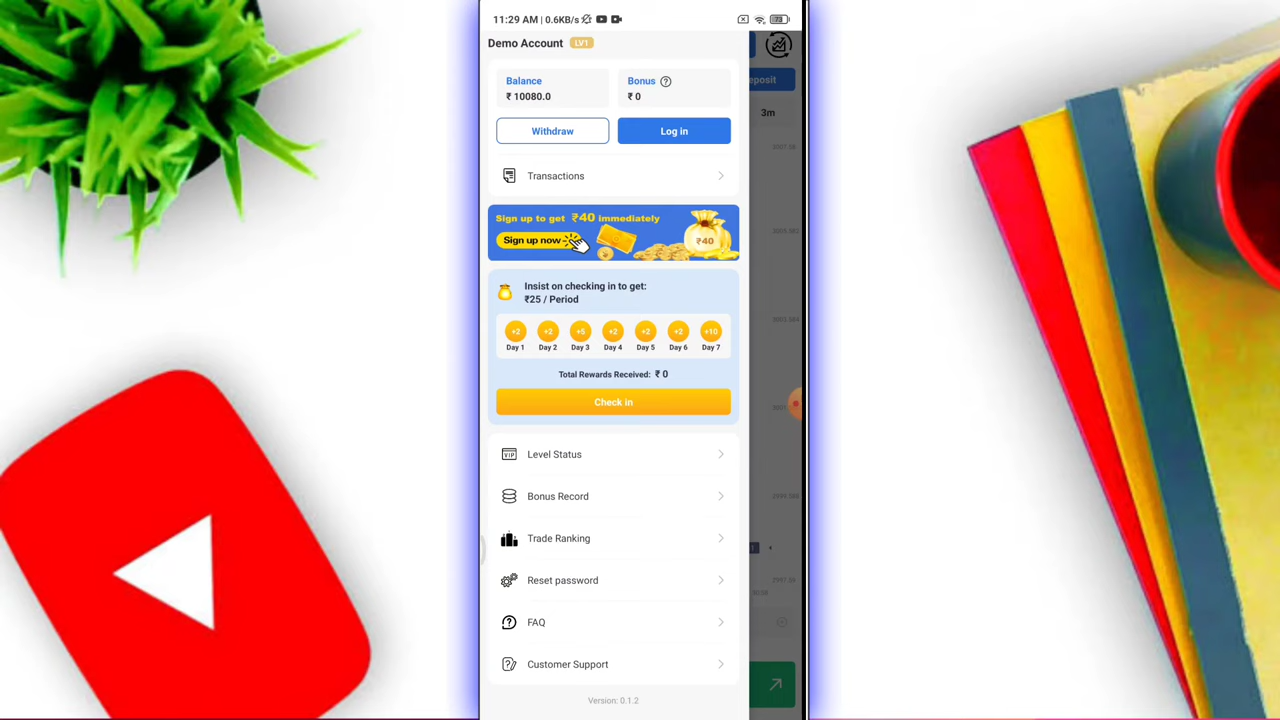 11:29 AM | 0.6KB/s
73
Demo Account LV1
Balance
₹ 10080.0
Bonus ?
₹ 0
Withdraw
Log in
Transactions
Sign up to get ₹40 immediately
Sign up now
₹40
Insist on checking in to get:
₹25 / Period
+2 +2 +5 +2 +2 +2 +10
Day 1 Day 2 Day 3 Day 4 Day 5 Day 6 Day 7
Total Rewards Received: ₹ 0
Check in
VIP Level Status
Bonus Record
Trade Ranking
Reset password
FAQ
Customer Support
Version: 0.1.2
eposit
3m